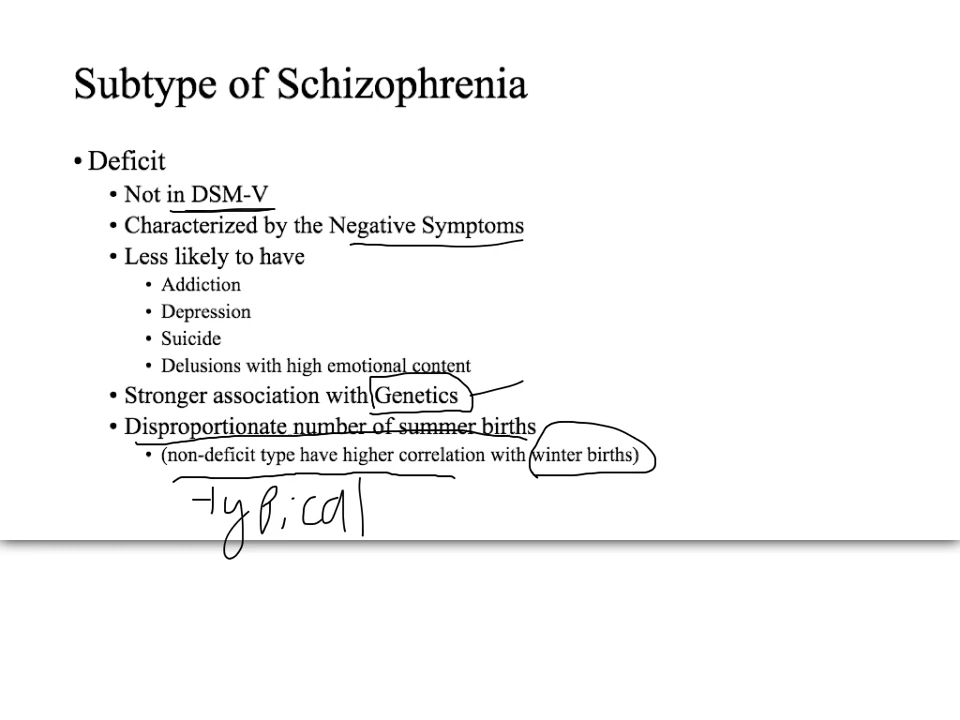 Subtype of Schizophrenia
• Deficit
• Not in DSM-V
• Characterized by the Negative Symptoms
• Less likely to have
• Addiction
• Depression
• Suicide
• Delusions with high emotional content
• Stronger association with Genetics
• Disproportionate number of summer births
• (non-deficit type have higher correlation with winter births)
typical